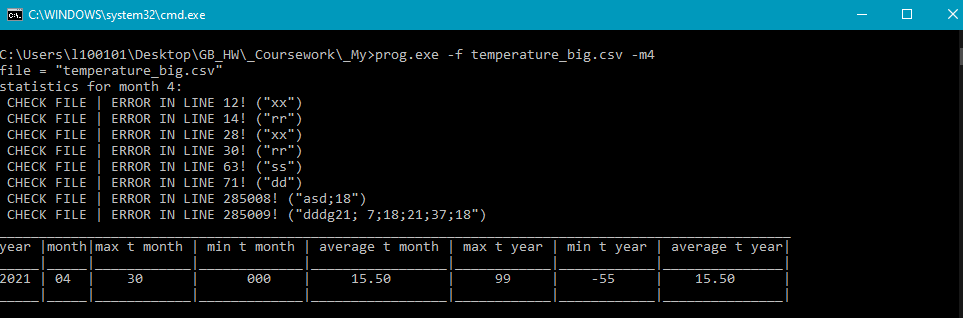 C:\WINDOWS\system32\cmd.exe
C:\Users\l100101\Desktop\GB_HW\_Coursework\_My>prog.exe -f temperature_big.csv -m4
file = "temperature_big.csv"
statistics for month 4:
CHECK FILE | ERROR IN LINE 12! ("xx")
CHECK FILE | ERROR IN LINE 14! ("rr")
CHECK FILE | ERROR IN LINE 28! ("xx")
CHECK FILE | ERROR IN LINE 30! ("rr")
CHECK FILE | ERROR IN LINE 63! ("ss")
CHECK FILE | ERROR IN LINE 71! ("dd")
CHECK FILE | ERROR IN LINE 285008! ("asd;18")
CHECK FILE | ERROR IN LINE 285009! ("dddg21; 7;18;21;37;18")
year |month|max t month | min t month | average t month | max t year | min t year | average t year|
2021 | 04 | 30 | 000 | 15.50 | 99 | -55 | 15.50 |